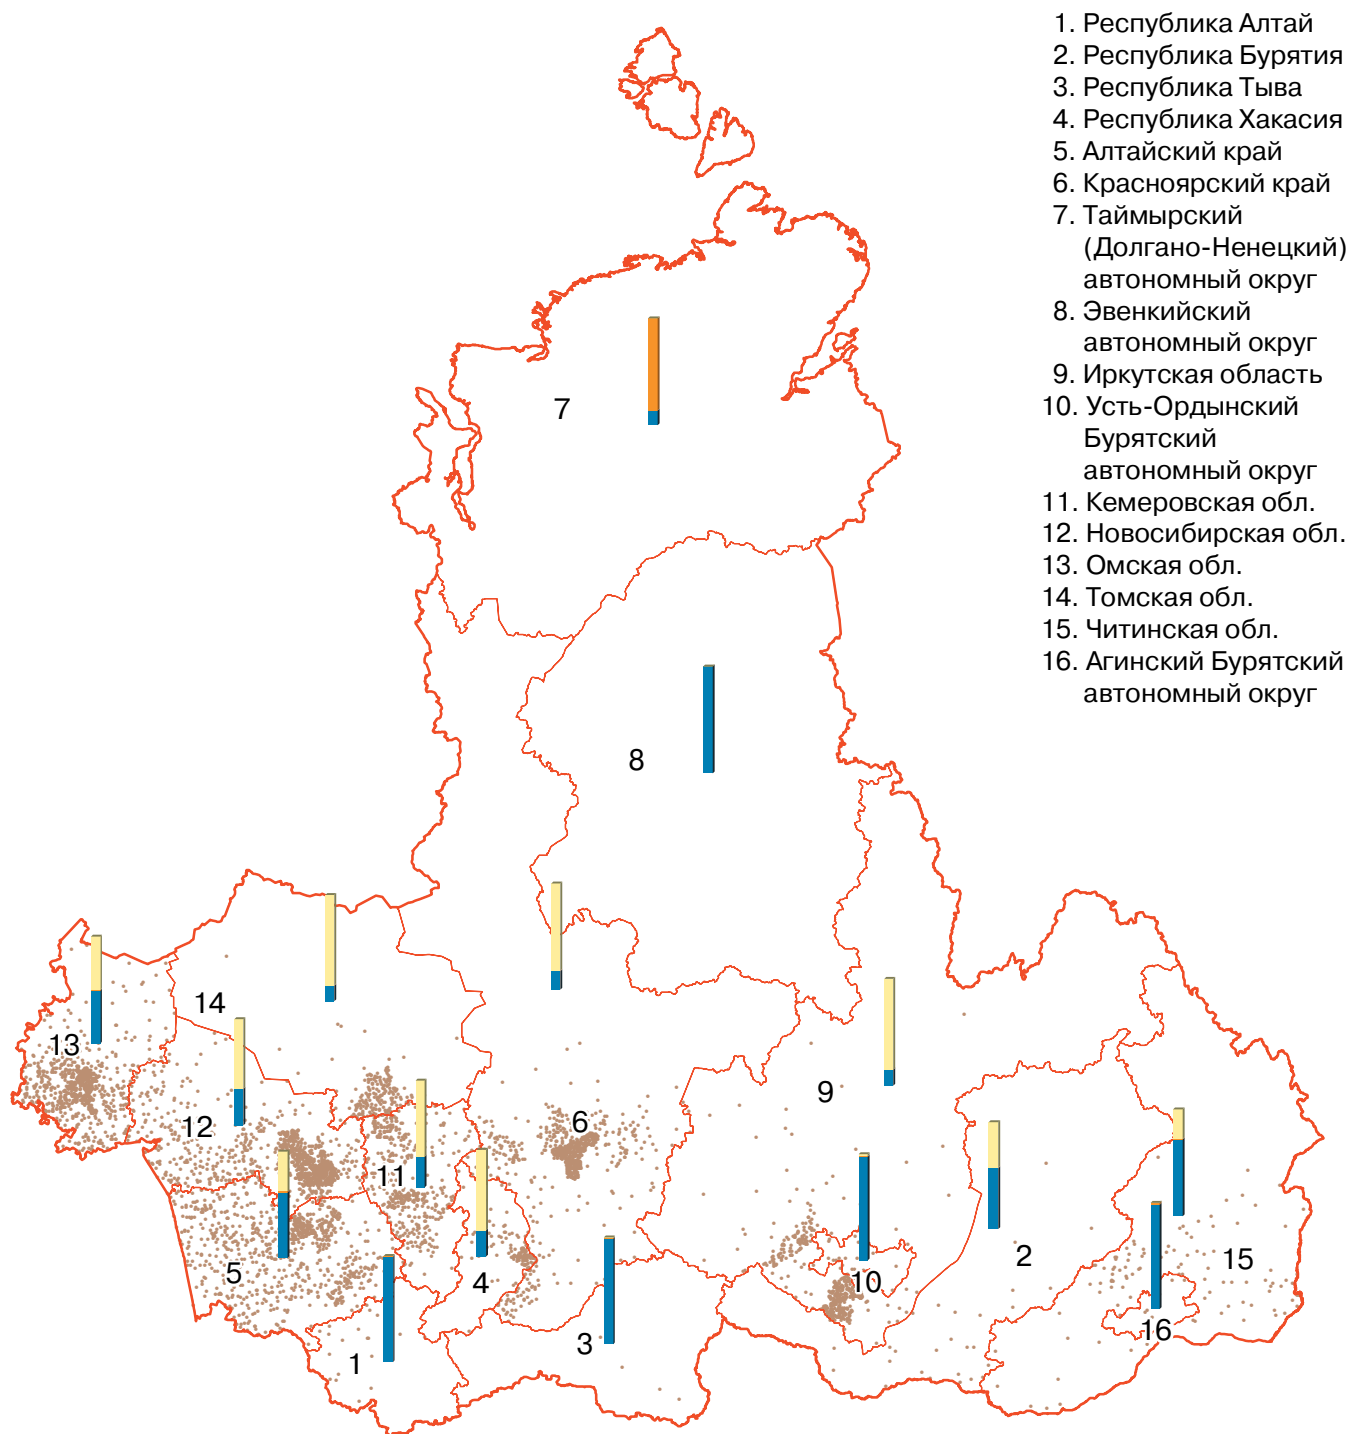 1. Республика Алтай
2. Республика Бурятия
3. Республика Тыва
4. Республика Хакасия
5. Алтайский край
6. Красноярский край
7. Таймырский
(Долгано-Ненецкий)
автономный округ
8. Эвенкийский
автономный округ
9. Иркутская область
10. Усть-Ордынский
Бурятский
автономный округ
11. Кемеровская обл.
12. Новосибирская обл.
13. Омская обл.
14. Томская обл.
15. Читинская обл.
16. Агинский Бурятский
автономный округ
7
8
14
13
9
12
6
11
5
4
10
2
15
3
1
16